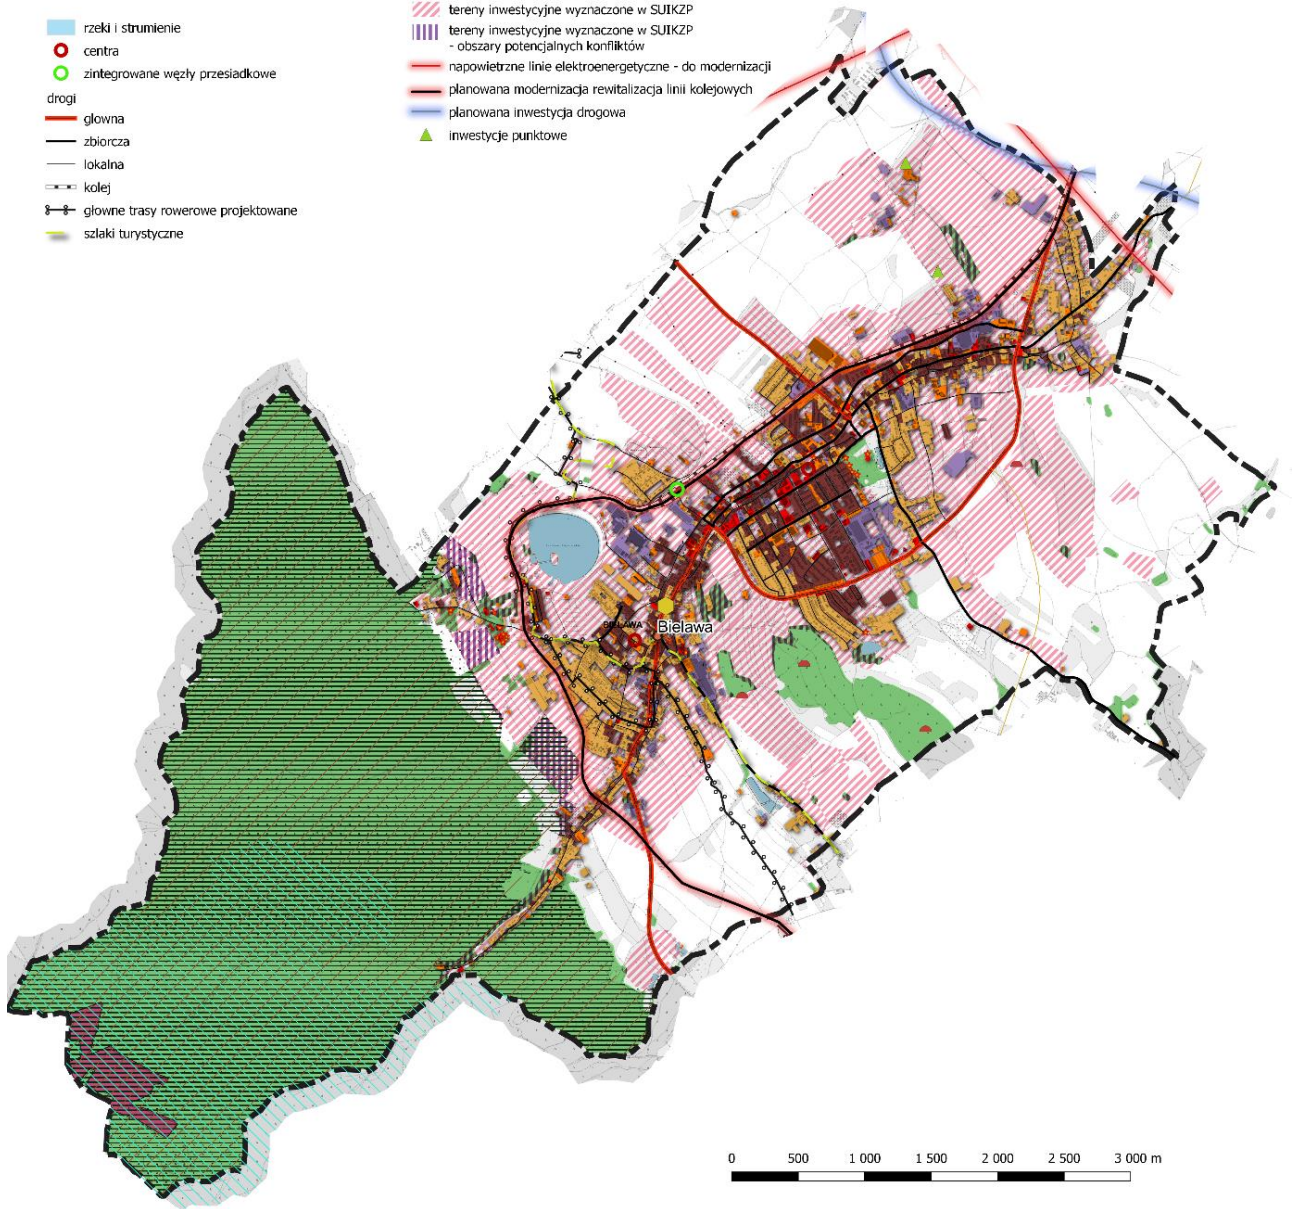 rzeki i strumienie
centra
zintegrowane węzły przesiadkowe
drogi
głowna
zbiorcza
lokalna
kolej
głowne trasy rowerowe projektowane
szlaki turystyczne
tereny inwestycyjne wyznaczone w SUIKZP
tereny inwestycyjne wyznaczone w SUIKZP
- obszary potencjalnych konfliktów
napowietrzne linie elektroenergetyczne - do modernizacji
planowana modernizacja rewitalizacja linii kolejowych
planowana inwestycja drogowa
inwestycje punktowe
BIELAWA
Bielawa
0 500 1 000 1 500 2 000 2 500 3 000 m